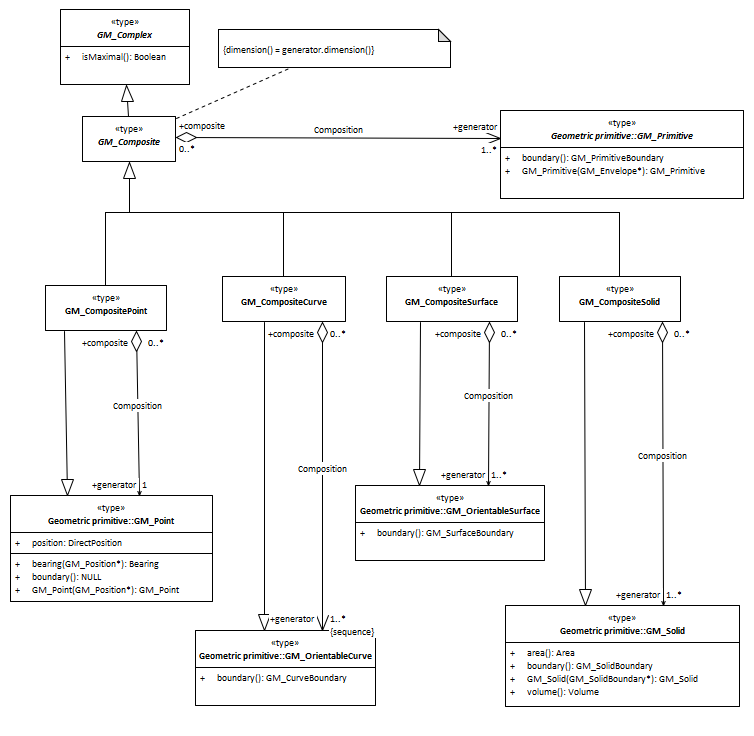 «type»
GM_Complex
+ isMaximal(): Boolean
{dimension() = generator.dimension()}
«type»
GM_Composite
+composite
0..*
Composition
+generator
1..*
«type»
Geometric primitive::GM_Primitive
+ boundary(): GM_PrimitiveBoundary
+ GM_Primitive(GM_Envelope*): GM_Primitive
«type»
GM_CompositePoint
«type»
GM_CompositeCurve
«type»
GM_CompositeSurface
«type»
GM_CompositeSolid
+composite 0..*
+composite 0..*
+composite 0..*
+composite 0..*
Composition
Composition
Composition
Composition
+generator 1
+generator 1..*
+generator 1..*
+generator 1..*
{sequence}
«type»
Geometric primitive::GM_Point
+ position: DirectPosition
+ bearing(GM_Position*): Bearing
+ boundary(): NULL
+ GM_Point(GM_Position*): GM_Point
«type»
Geometric primitive::GM_OrientableSurface
+ boundary(): GM_SurfaceBoundary
«type»
Geometric primitive::GM_OrientableCurve
+ boundary(): GM_CurveBoundary
«type»
Geometric primitive::GM_Solid
+ area(): Area
+ boundary(): GM_SolidBoundary
+ GM_Solid(GM_SolidBoundary*): GM_Solid
+ volume(): Volume